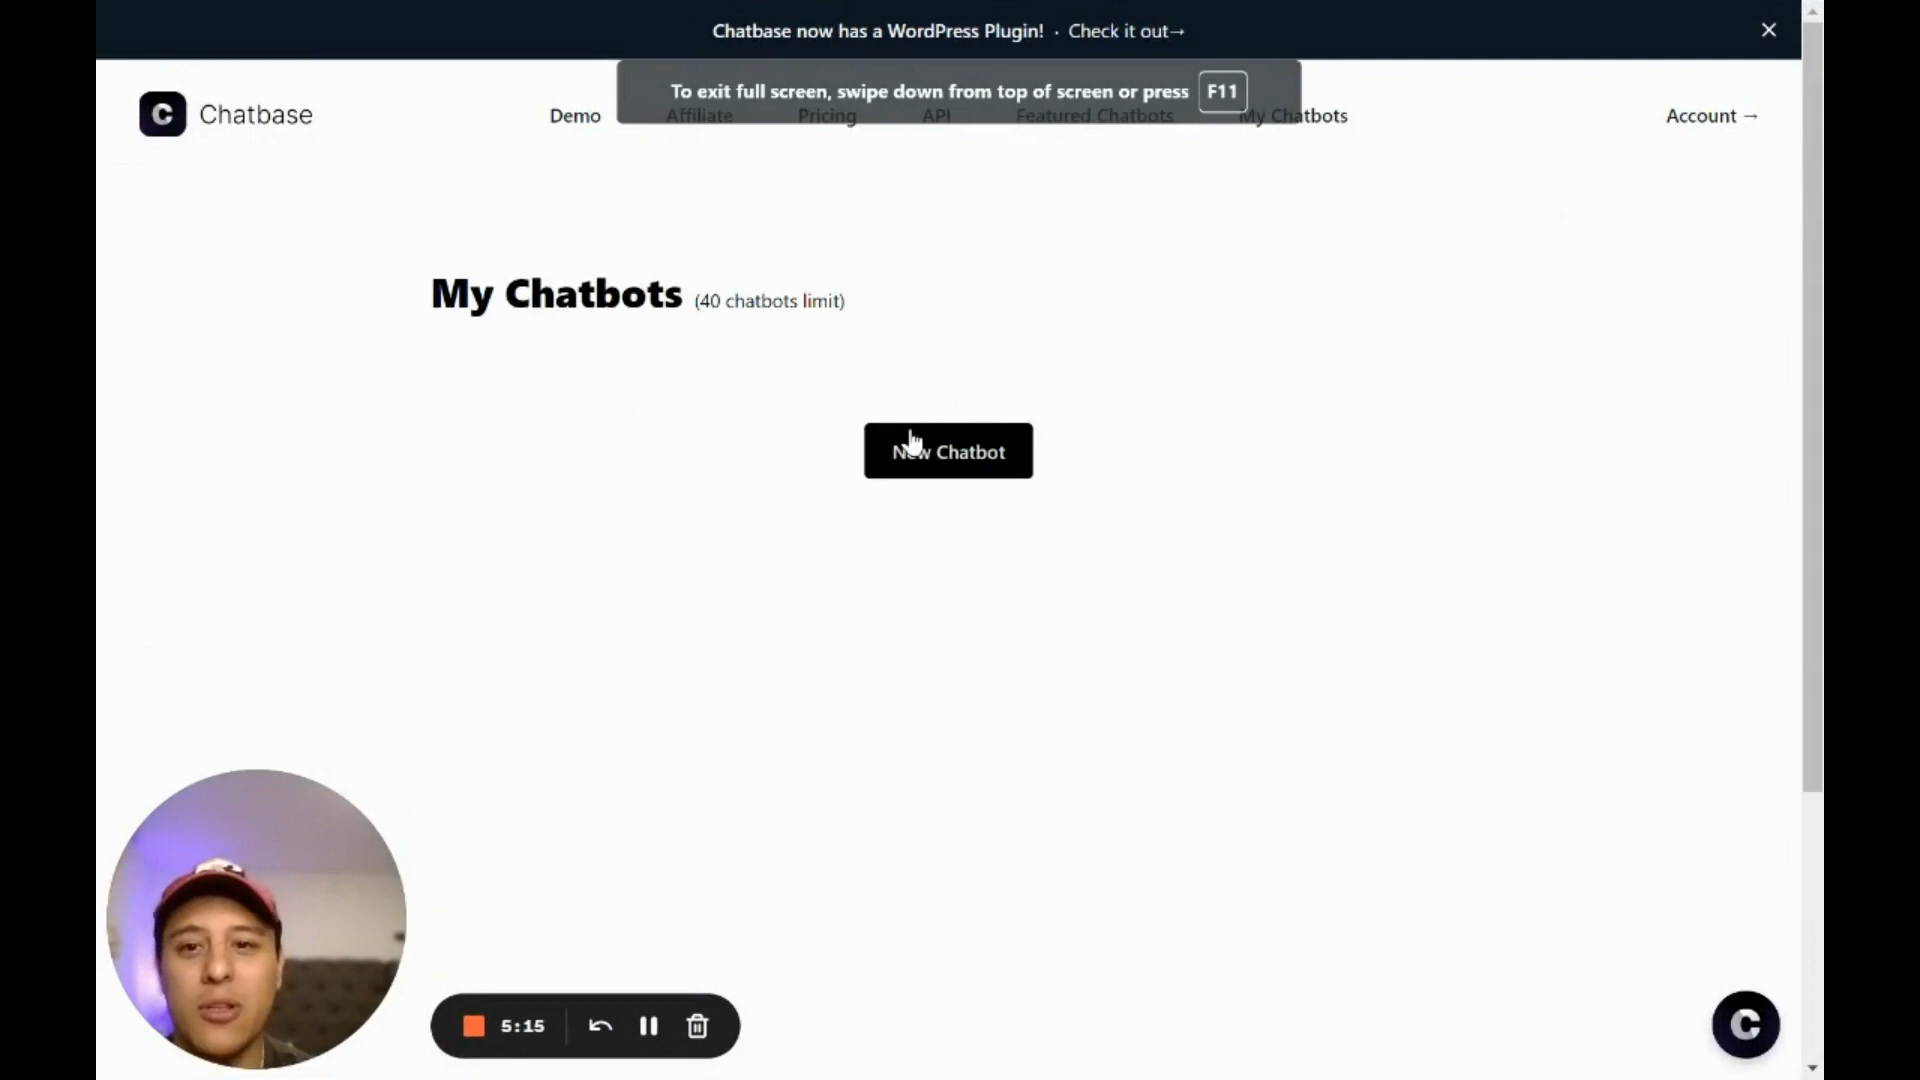 Chatbase now has a WordPress Plugin! · Check it out→
To exit full screen, swipe down from top of screen or press F11
C Chatbase
Demo Affiliate Pricing API Featured Chatbots My Chatbots Account →
My Chatbots (40 chatbots limit)
New Chatbot
5:15
C